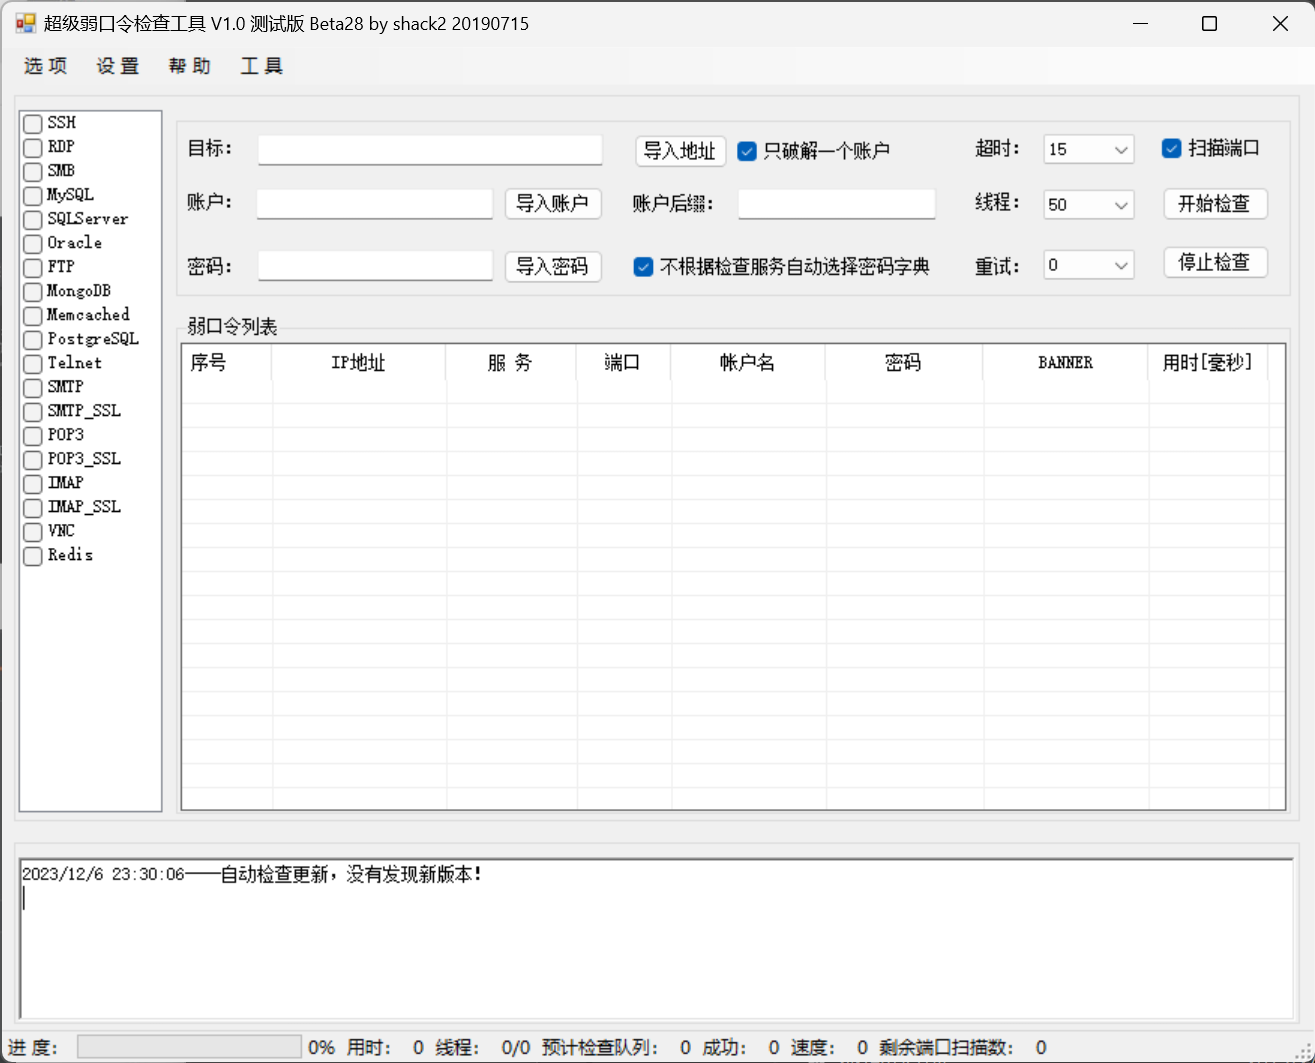 超级弱口令检查工具 V1.0 测试版 Beta28 by shack2 20190715
选 项 设 置 帮 助 工 具
SSH
RDP
SMB
MySQL
SQLServer
Oracle
FTP
MongoDB
Memcached
PostgreSQL
Telnet
SMTP
SMTP_SSL
POP3
POP3_SSL
IMAP
IMAP_SSL
VNC
Redis
目标: 导入地址 只破解一个账户 超时: 15 扫描端口
账户: 导入账户 账户后缀: 线程: 50 开始检查
密码: 导入密码 不根据检查服务自动选择密码字典 重试: 0 停止检查
弱口令列表
序号 IP地址 服 务 端口 帐户名 密码 BANNER 用时[毫秒]
2023/12/6 23:30:06——自动检查更新，没有发现新版本!
进 度: 0% 用时: 0 线程: 0/0 预计检查队列: 0 成功: 0 速度: 0 剩余端口扫描数: 0